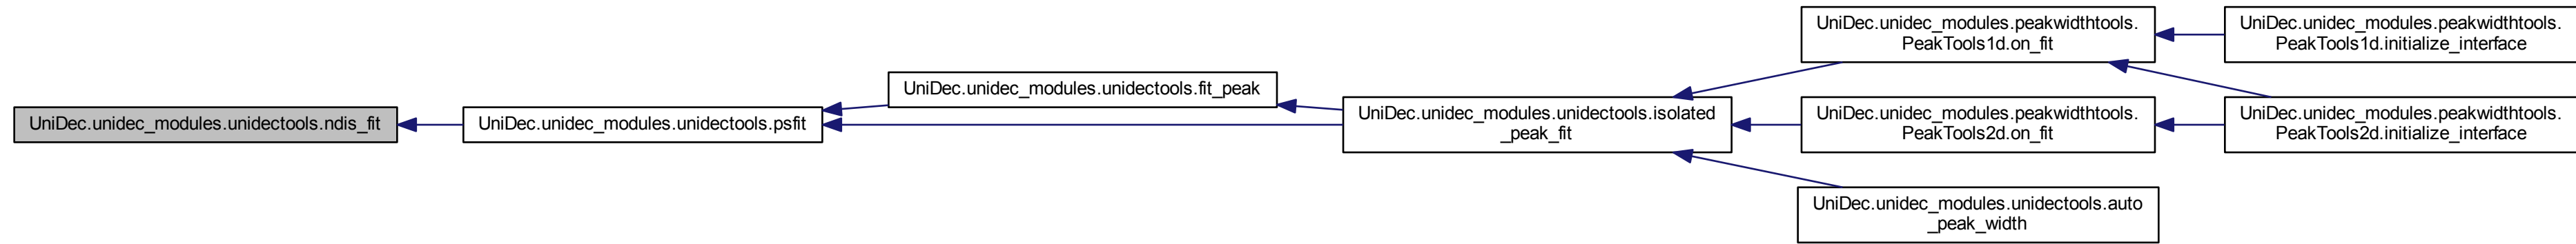 UniDec.unidec_modules.unidectools.ndis_fit
UniDec.unidec_modules.unidectools.psfit
UniDec.unidec_modules.unidectools.fit_peak
UniDec.unidec_modules.unidectools.isolated
_peak_fit
UniDec.unidec_modules.peakwidthtools.
PeakTools1d.on_fit
UniDec.unidec_modules.peakwidthtools.
PeakTools1d.initialize_interface
UniDec.unidec_modules.peakwidthtools.
PeakTools2d.on_fit
UniDec.unidec_modules.peakwidthtools.
PeakTools2d.initialize_interface
UniDec.unidec_modules.unidectools.auto
_peak_width